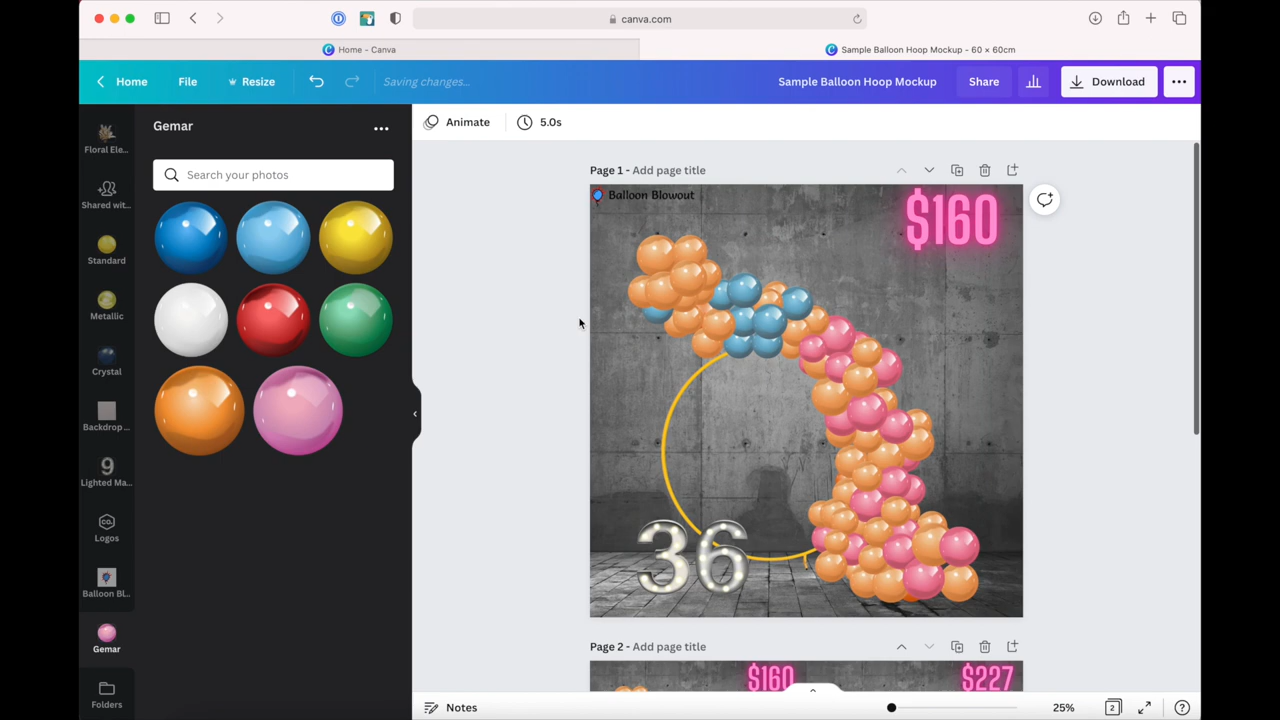 canva.com
Home - Canva
Sample Balloon Hoop Mockup - 60 × 60cm
Home
File
Resize
Saving changes...
Sample Balloon Hoop Mockup
Share
Download
Floral Ele...
Shared wit...
Standard
Metallic
Crystal
Backdrop ...
Lighted Ma...
Logos
Balloon Bl...
Gemar
Folders
Gemar
Search your photos
Animate
5.0s
Page 1 - Add page title
Balloon Blowout
$160
36
Page 2 - Add page title
$160
$227
Notes
25%
2
9
co.